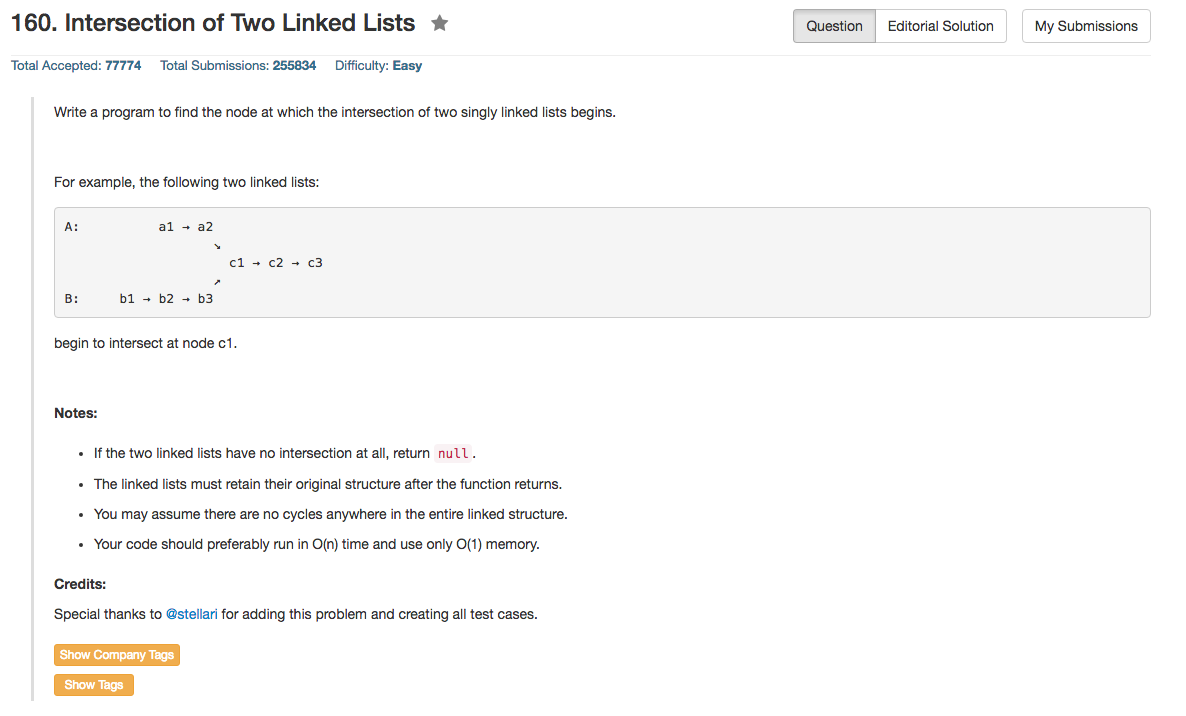 160. Intersection of Two Linked Lists ★
Question Editorial Solution My Submissions
Total Accepted: 77774 Total Submissions: 255834 Difficulty: Easy
Write a program to find the node at which the intersection of two singly linked lists begins.
For example, the following two linked lists:
A: a1 → a2
↘
c1 → c2 → c3
↗
B: b1 → b2 → b3
begin to intersect at node c1.
Notes:
• If the two linked lists have no intersection at all, return null.
• The linked lists must retain their original structure after the function returns.
• You may assume there are no cycles anywhere in the entire linked structure.
• Your code should preferably run in O(n) time and use only O(1) memory.
Credits:
Special thanks to @stellari for adding this problem and creating all test cases.
Show Company Tags
Show Tags